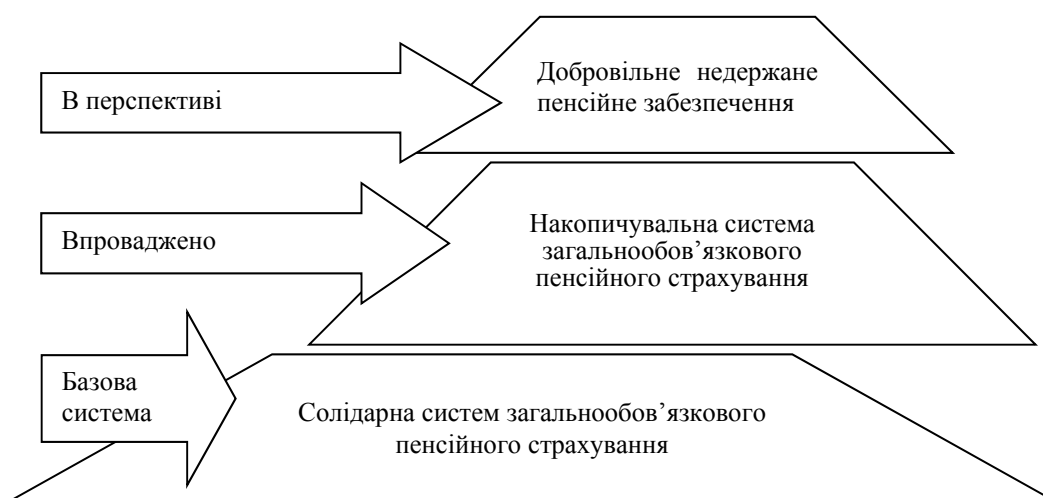 В перспективі
Добровільне недержане
пенсійне забезпечення
Впроваджено
Накопичувальна система
загальнообов’язкового
пенсійного страхування
Базова
система
Солідарна систем загальнообов’язкового
пенсійного страхування